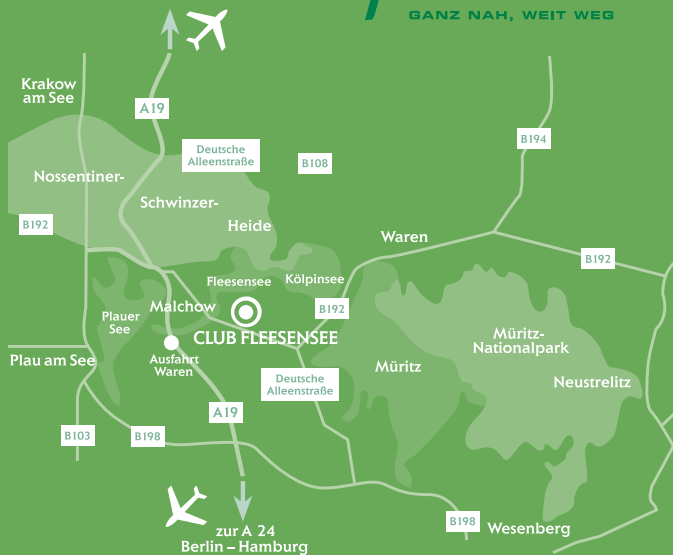 GANZ NAH, WEIT WEG
Krakow
am See
A19
Deutsche
Alleenstraße
B108
B194
Nossentiner-
Schwinzer-
Heide
B192
Waren
B192
Fleesensee
Kölpinsee
Malchow
B192
Plauer
See
CLUB FLEESENSEE
Müritz-
Nationalpark
Plau am See
Ausfahrt
Waren
Müritz
Neustrelitz
Deutsche
Alleenstraße
A19
B103
B198
B198
Wesenberg
zur A 24
Berlin – Hamburg